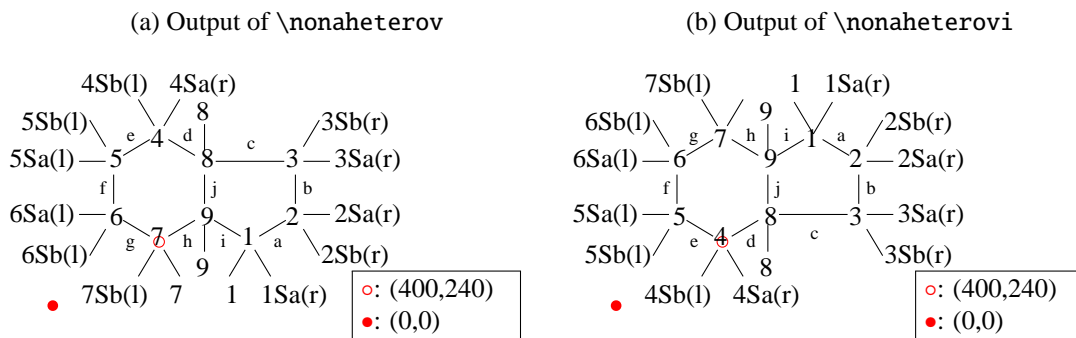 (a) Output of \nonaheterov
4Sb(l) 4Sa(r)
8
5Sb(l) e 4 d c 3Sb(r)
5Sa(l) 5 8 3 3Sa(r)
f j b
6Sa(l) 6 9 2 2Sa(r)
g 7 h i 1 a
6Sb(l) 9 2Sb(r)
7Sb(l) 7 1 1Sa(r)
: (400,240)
: (0,0)
(b) Output of \nonaheterovi
7Sb(l) 1 1Sa(r)
9
6Sb(l) g 7 h i 1 a 2Sb(r)
6Sa(l) 6 9 2 2Sa(r)
f j b
5Sa(l) 5 8 3 3Sa(r)
e 4 d c
5Sb(l) 8 3Sb(r)
4Sb(l) 4Sa(r)
: (400,240)
: (0,0)